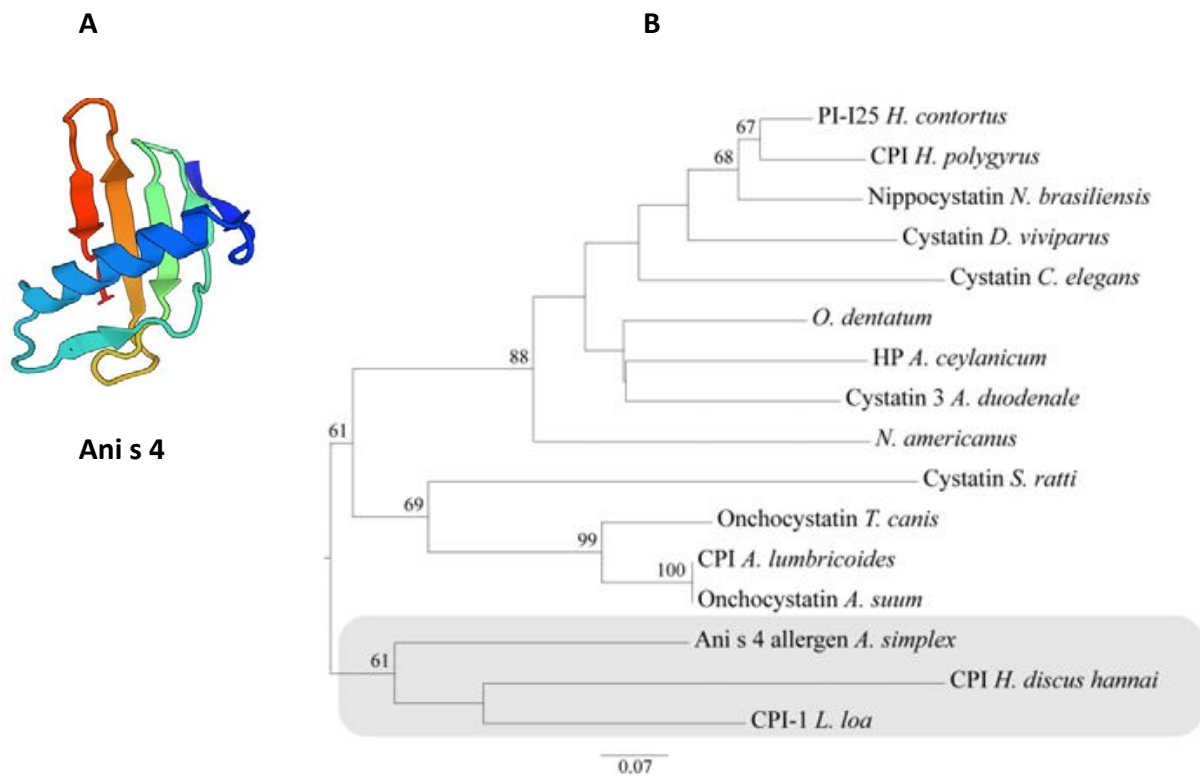 A
B
Ani s 4
PI-I25 H. contortus
67
CPI H. polygyrus
68
Nippocystatin N. brasiliensis
Cystatin D. viviparus
Cystatin C. elegans
O. dentatum
88
HP A. ceylanicum
Cystatin 3 A. duodenale
61
N. americanus
Cystatin S. ratti
69
Onchocystatin T. canis
99
CPI A. lumbricoides
100
Onchocystatin A. suum
Ani s 4 allergen A. simplex
61
CPI H. discus hannai
CPI-1 L. loa
0.07